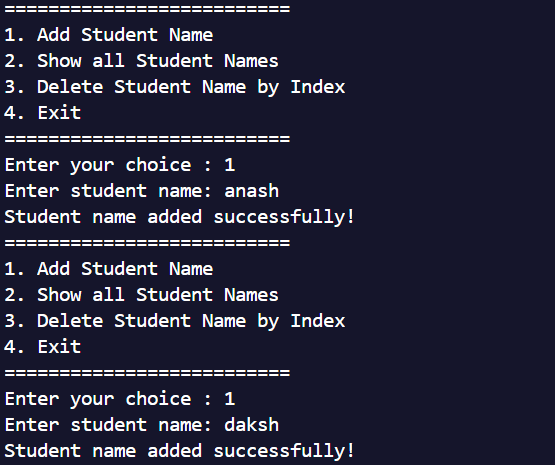 ==========================
1. Add Student Name
2. Show all Student Names
3. Delete Student Name by Index
4. Exit
==========================
Enter your choice : 1
Enter student name: anash
Student name added successfully!
==========================
1. Add Student Name
2. Show all Student Names
3. Delete Student Name by Index
4. Exit
==========================
Enter your choice : 1
Enter student name: daksh
Student name added successfully!